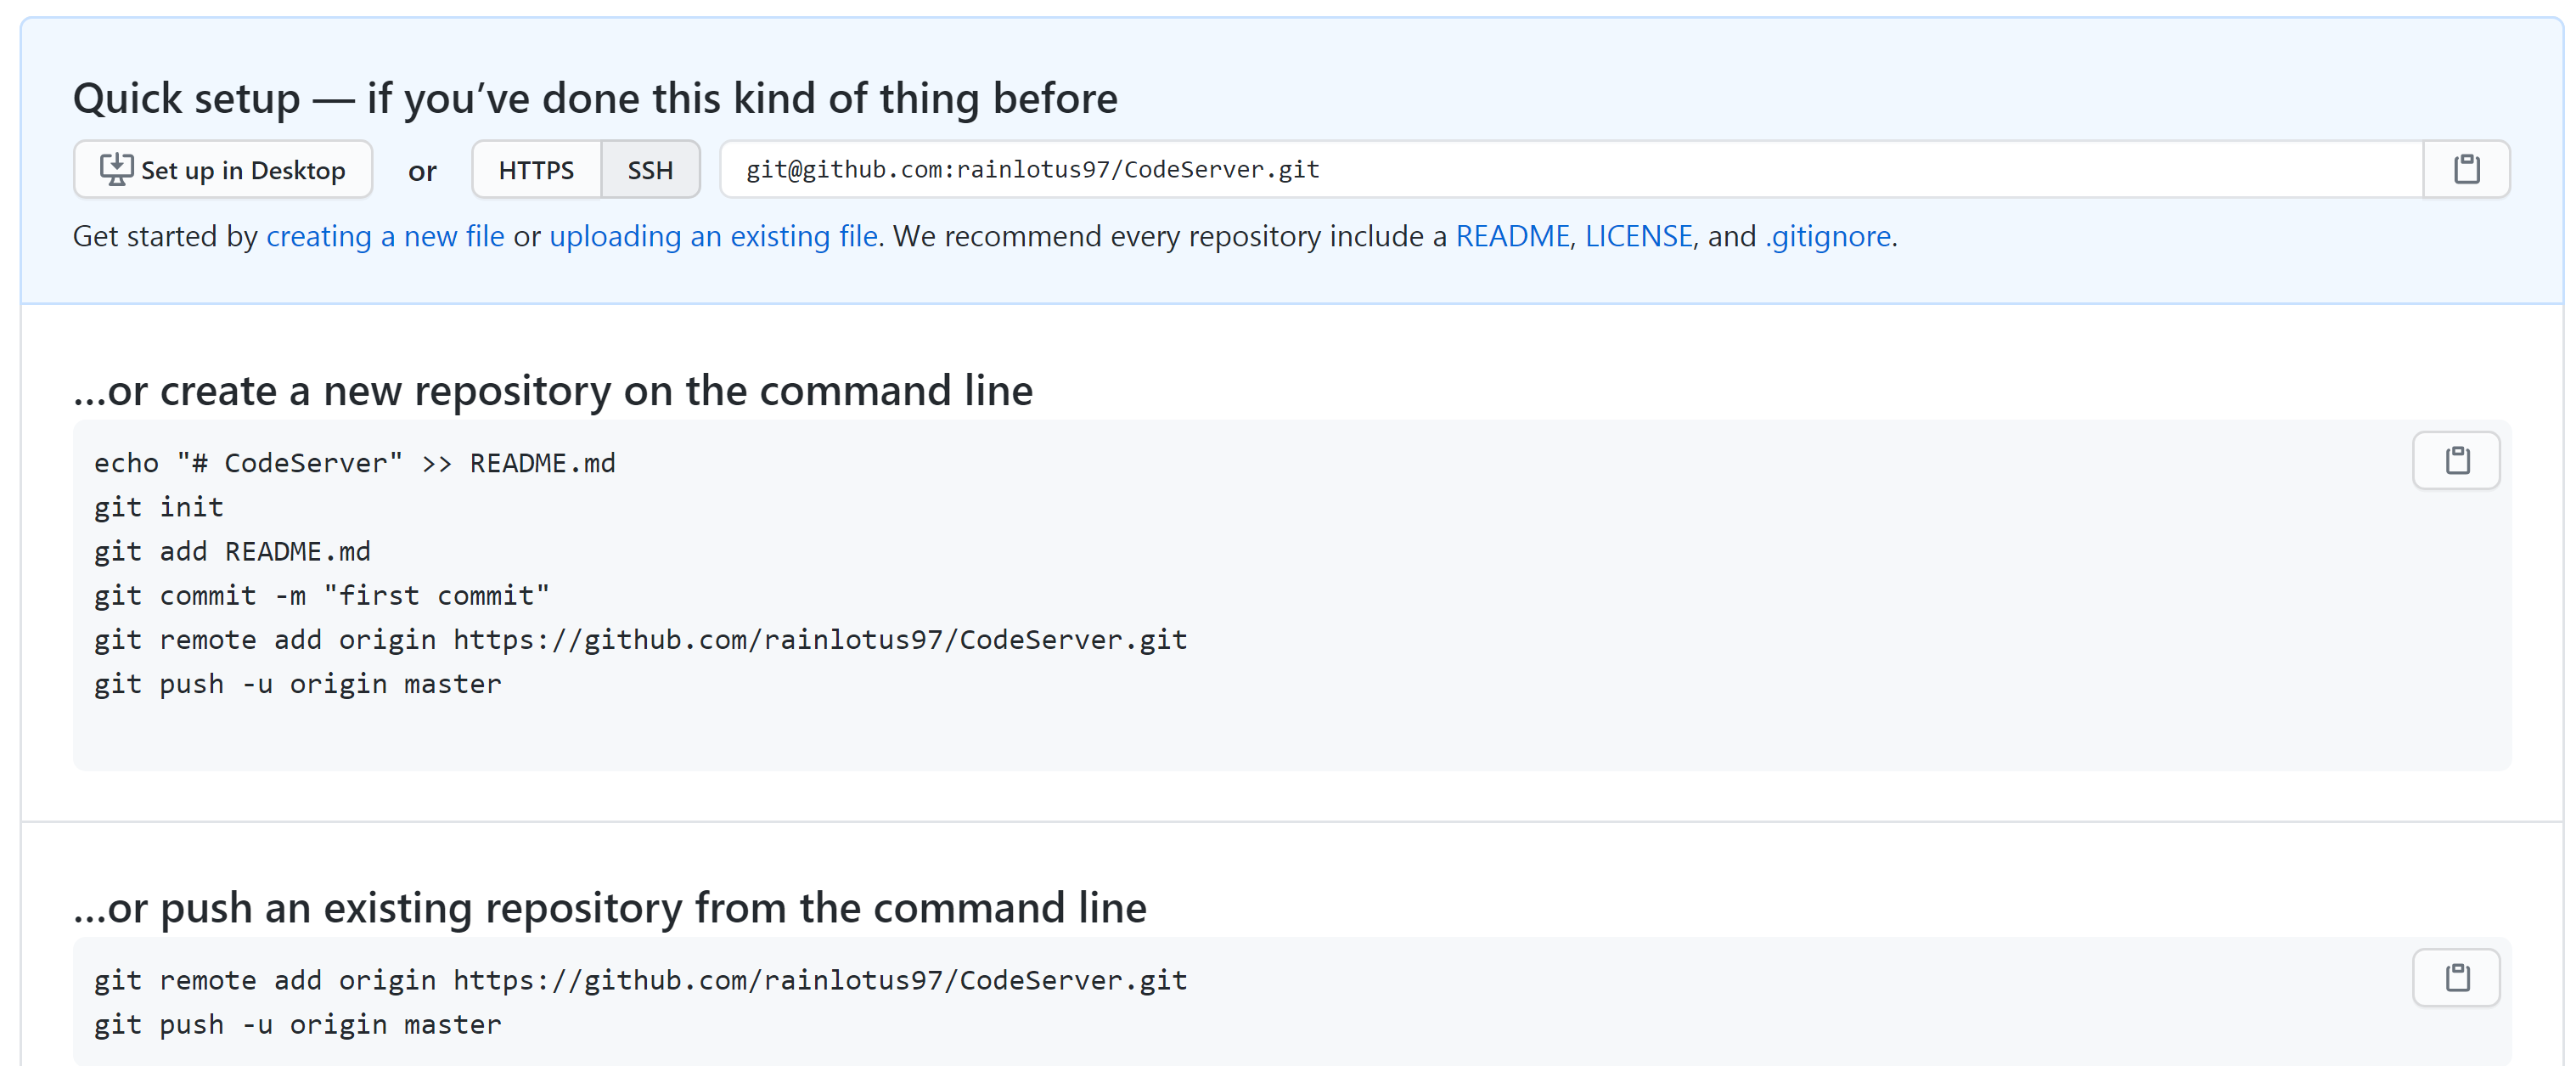 Quick setup — if you’ve done this kind of thing before
Set up in Desktop or HTTPS SSH git@github.com:rainlotus97/CodeServer.git
Get started by creating a new file or uploading an existing file. We recommend every repository include a README, LICENSE, and .gitignore.
…or create a new repository on the command line
echo "# CodeServer" >> README.md
git init
git add README.md
git commit -m "first commit"
git remote add origin https://github.com/rainlotus97/CodeServer.git
git push -u origin master
…or push an existing repository from the command line
git remote add origin https://github.com/rainlotus97/CodeServer.git
git push -u origin master